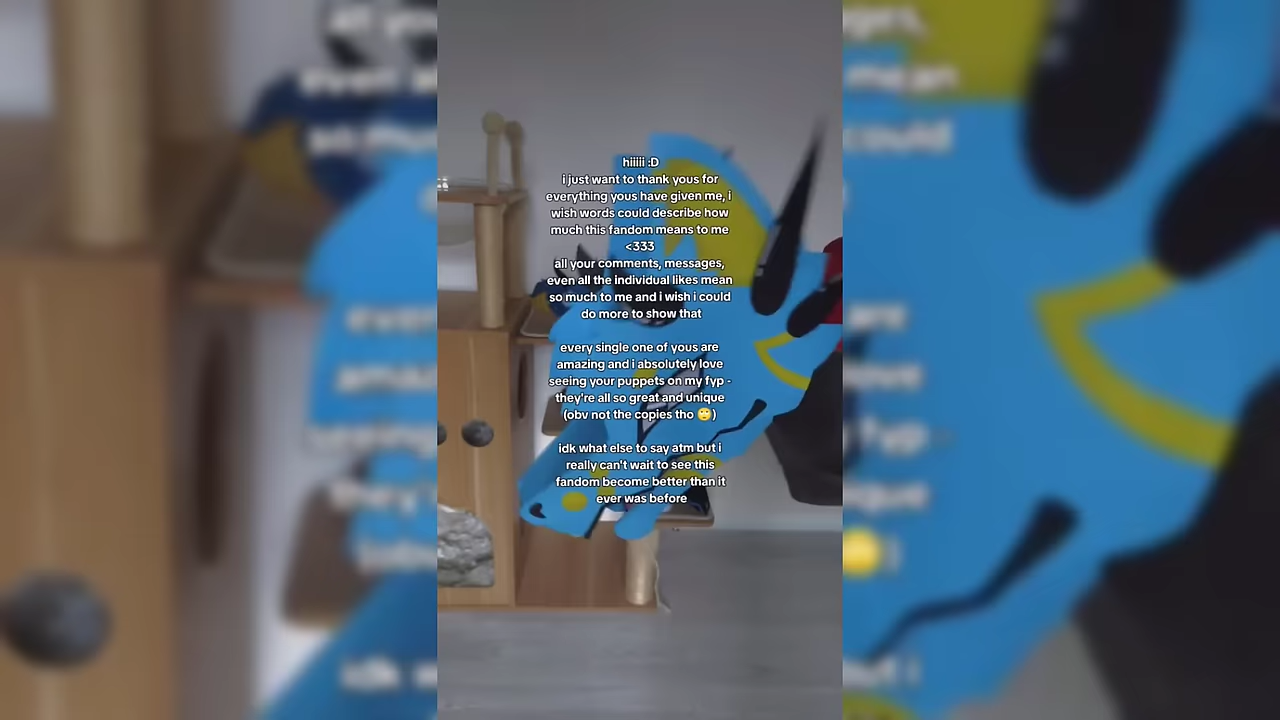 hiiiii :D
i just want to thank yous for
everything yous have given me, i
wish words could describe how
much this fandom means to me
<333
all your comments, messages,
even all the individual likes mean
so much to me and i wish i could
do more to show that
every single one of yous are
amazing and i absolutely love
seeing your puppets on my fyp -
they're all so great and unique
(obv not the copies tho 🙄)
idk what else to say atm but i
really can't wait to see this
fandom become better than it
ever was before